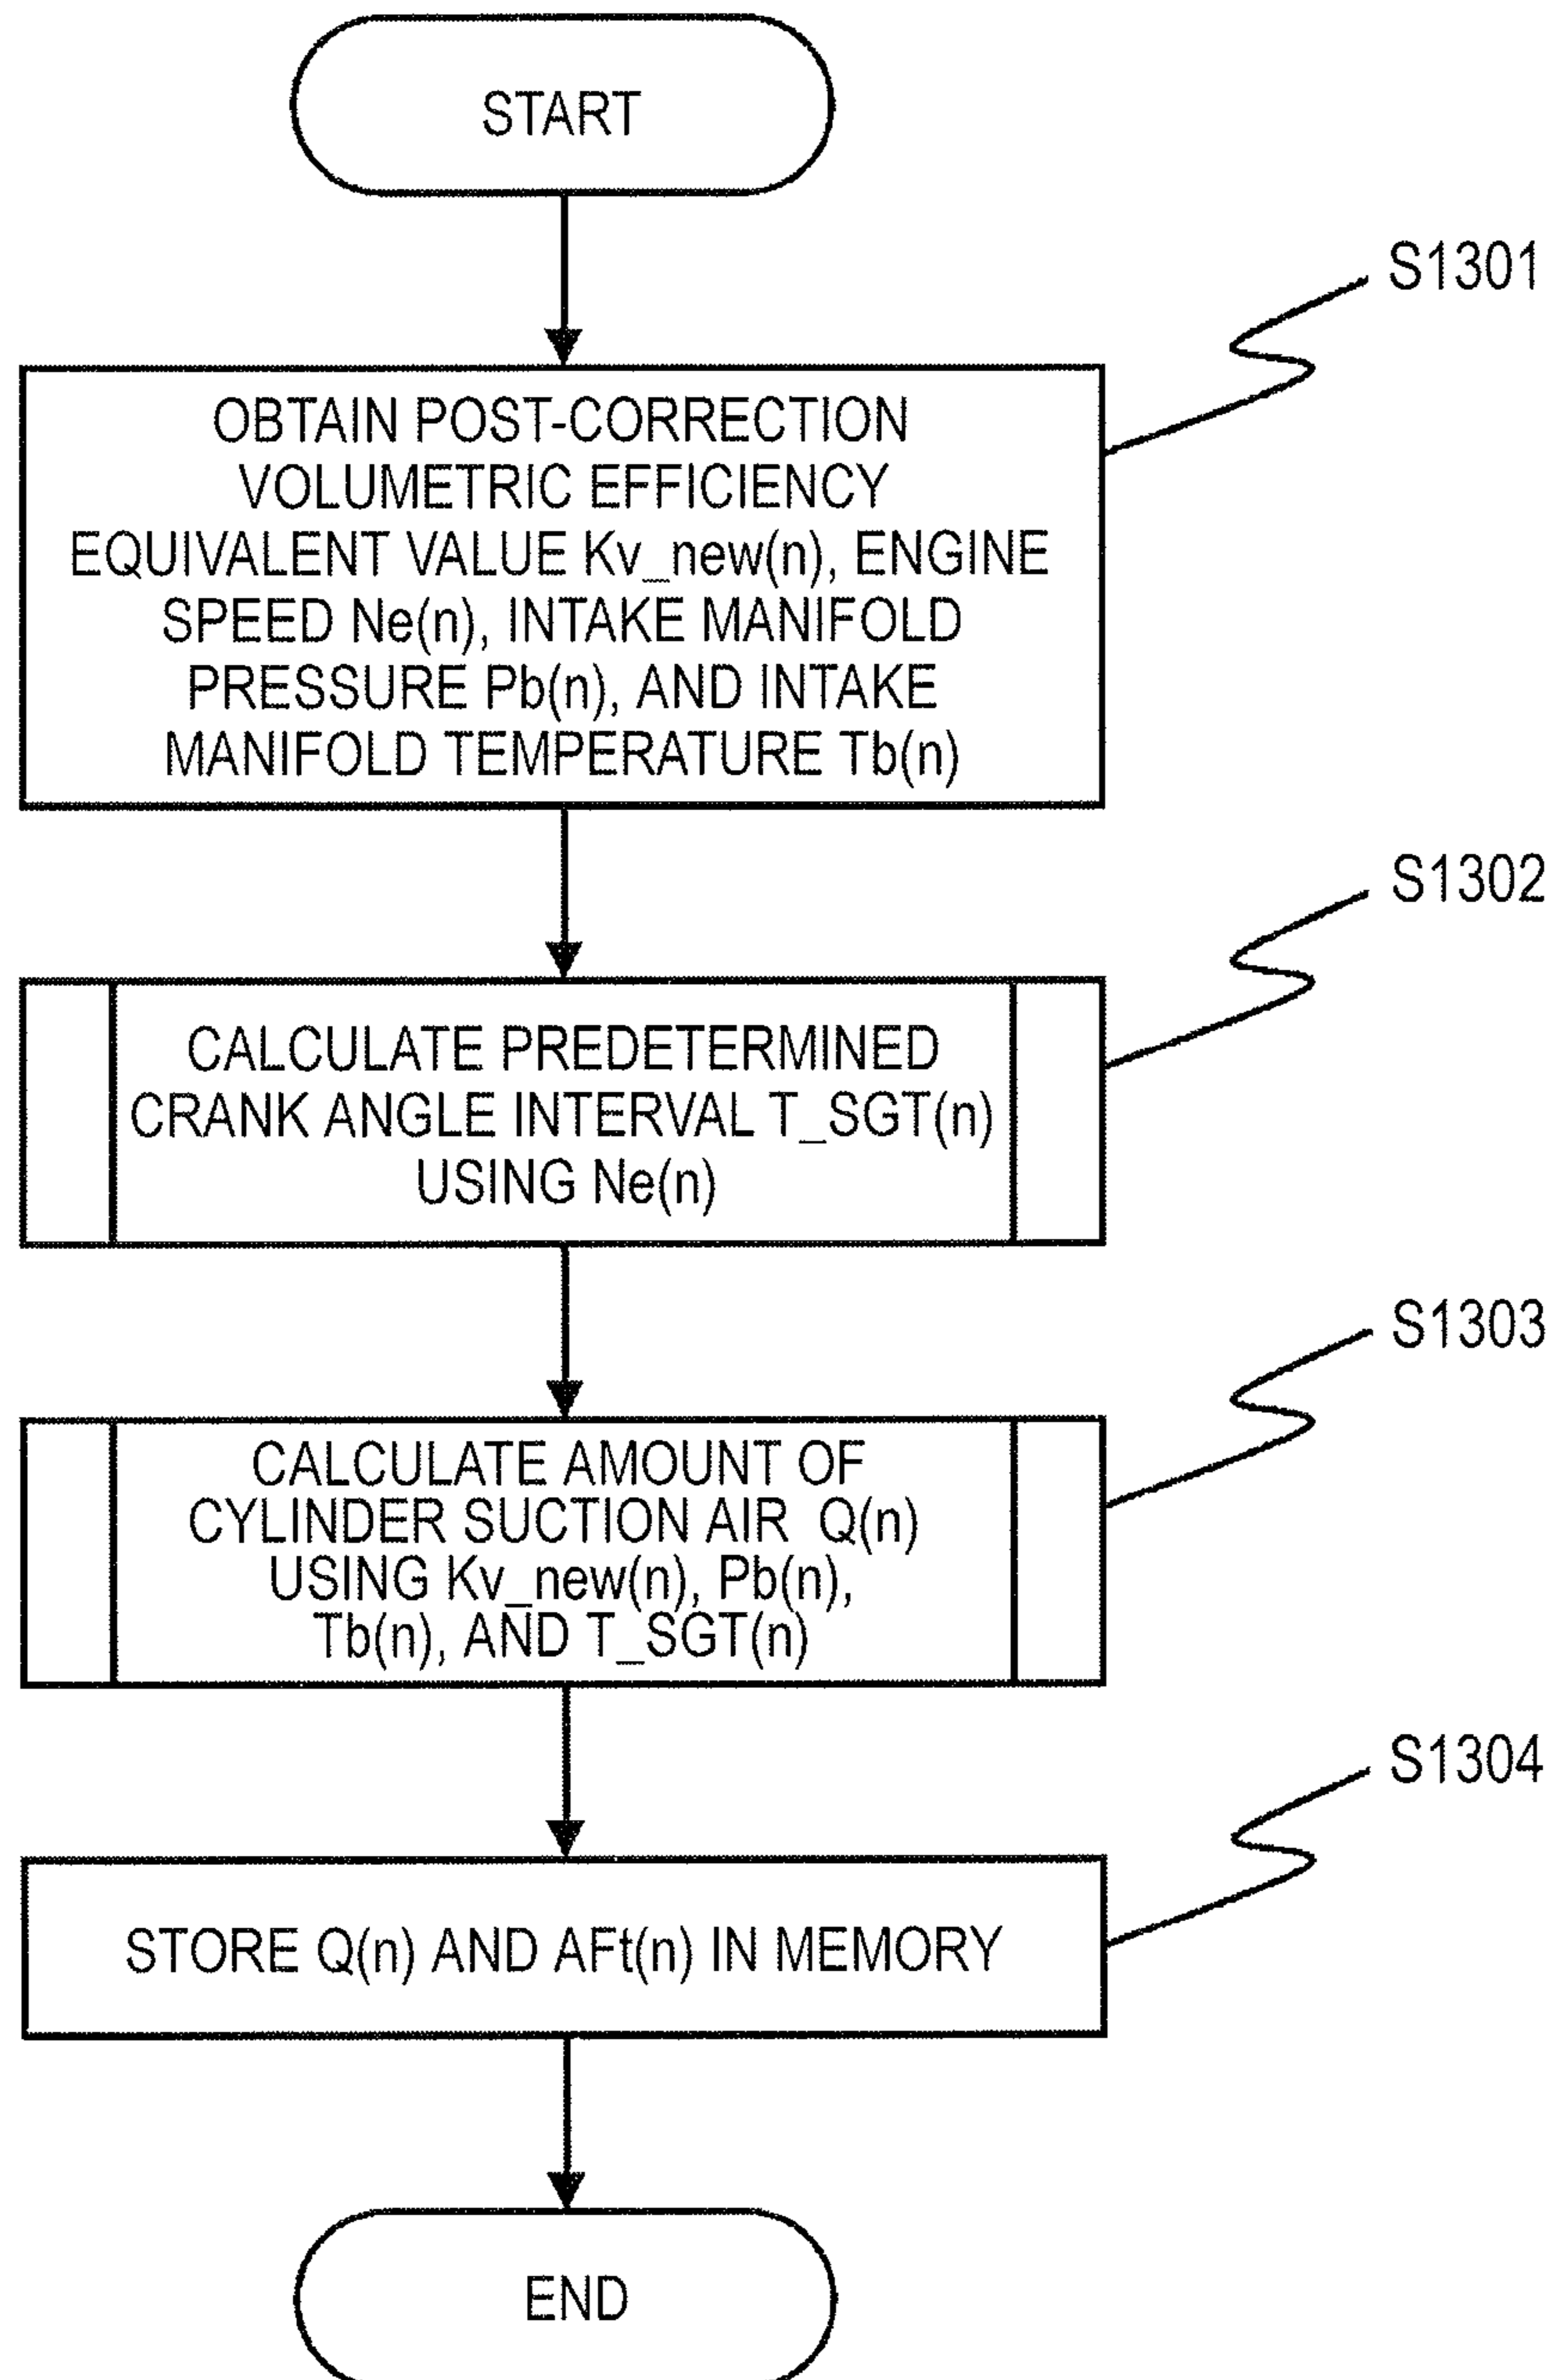 START
S1301
OBTAIN POST-CORRECTION
VOLUMETRIC EFFICIENCY
EQUIVALENT VALUE Kv_new(n), ENGINE
SPEED Ne(n), INTAKE MANIFOLD
PRESSURE Pb(n), AND INTAKE
MANIFOLD TEMPERATURE Tb(n)
S1302
CALCULATE PREDETERMINED
CRANK ANGLE INTERVAL T_SGT(n)
USING Ne(n)
S1303
CALCULATE AMOUNT OF
CYLINDER SUCTION AIR Q(n)
USING Kv_new(n), Pb(n),
Tb(n), AND T_SGT(n)
S1304
STORE Q(n) AND AFt(n) IN MEMORY
END